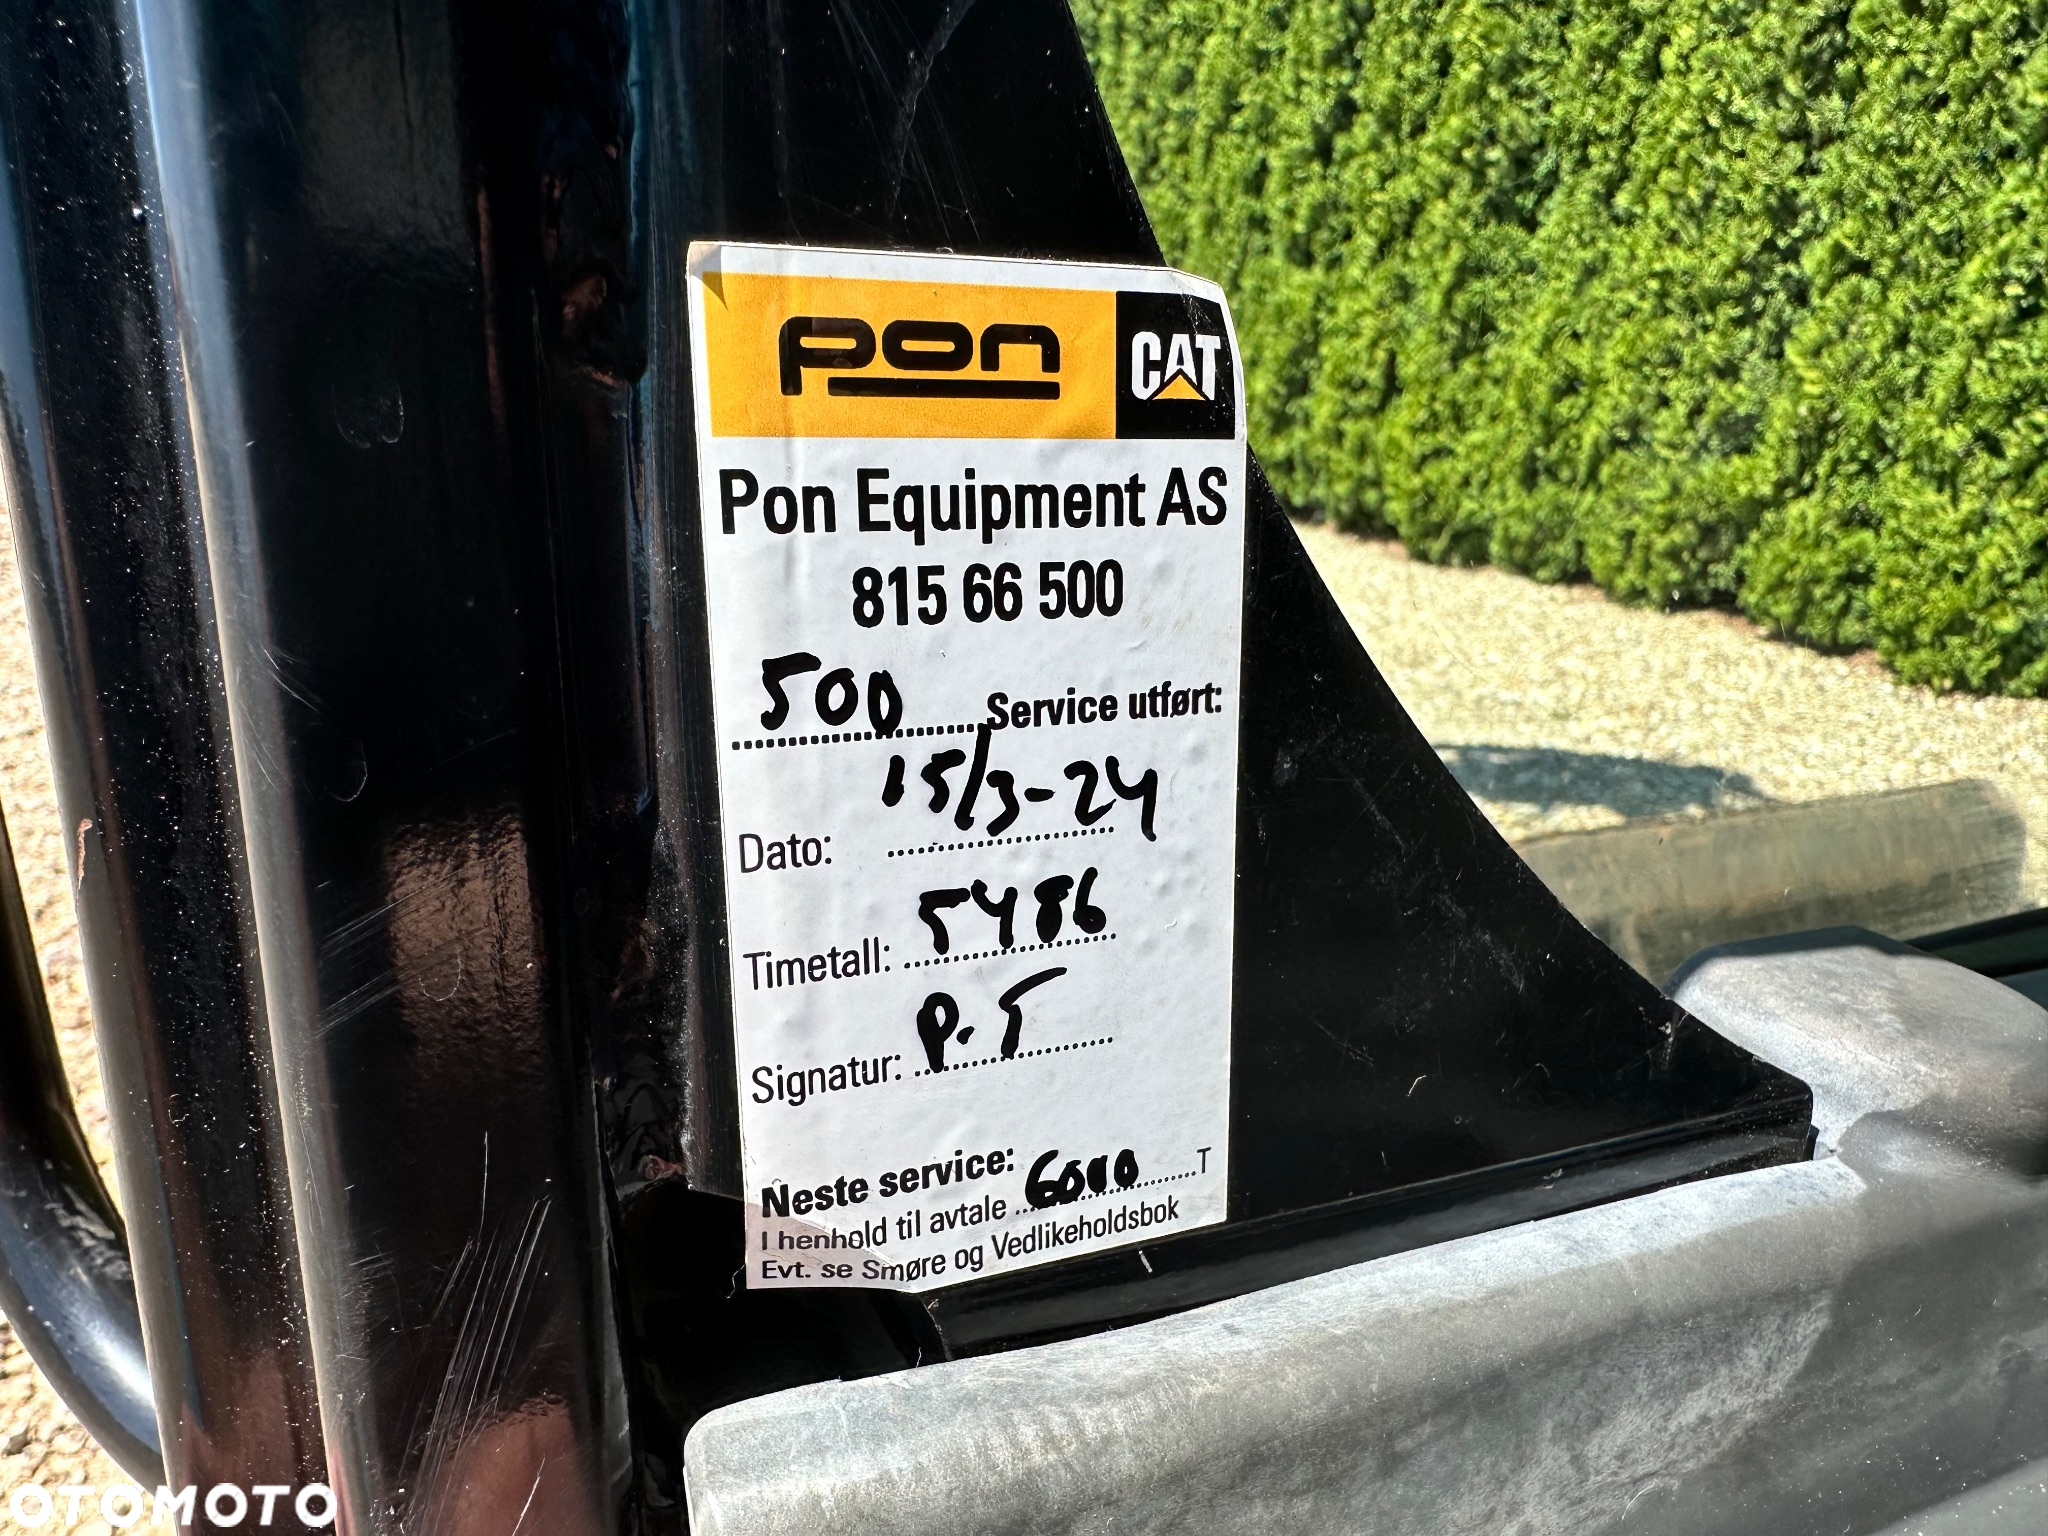 pon CAT
Pon Equipment AS
815 66 500
500 Service utført:
Dato: 15/3-24
Timetall: 5486
Signatur: P.T
Neste service:
I henhold til avtale 6000 T
Evt. se Smøre og Vedlikeholdsbok
OTOMOTO